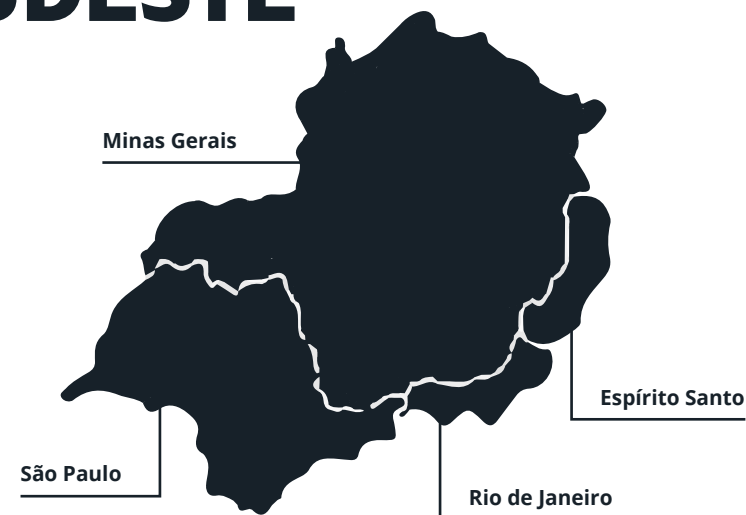 UDESTE
Minas Gerais
Espírito Santo
São Paulo
Rio de Janeiro